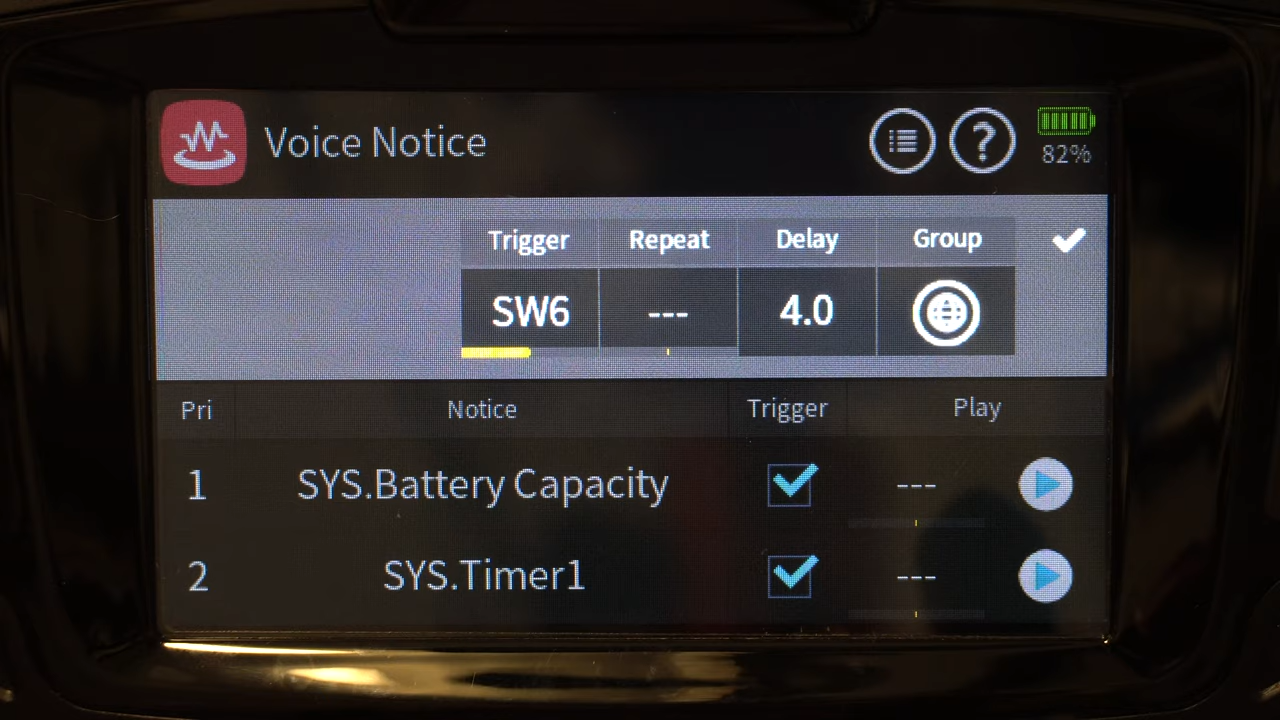 Voice Notice
?
82%
Trigger Repeat Delay Group
SW6 --- 4.0
Pri Notice Trigger Play
1 SYS.Battery Capacity ---
2 SYS.Timer1 ---